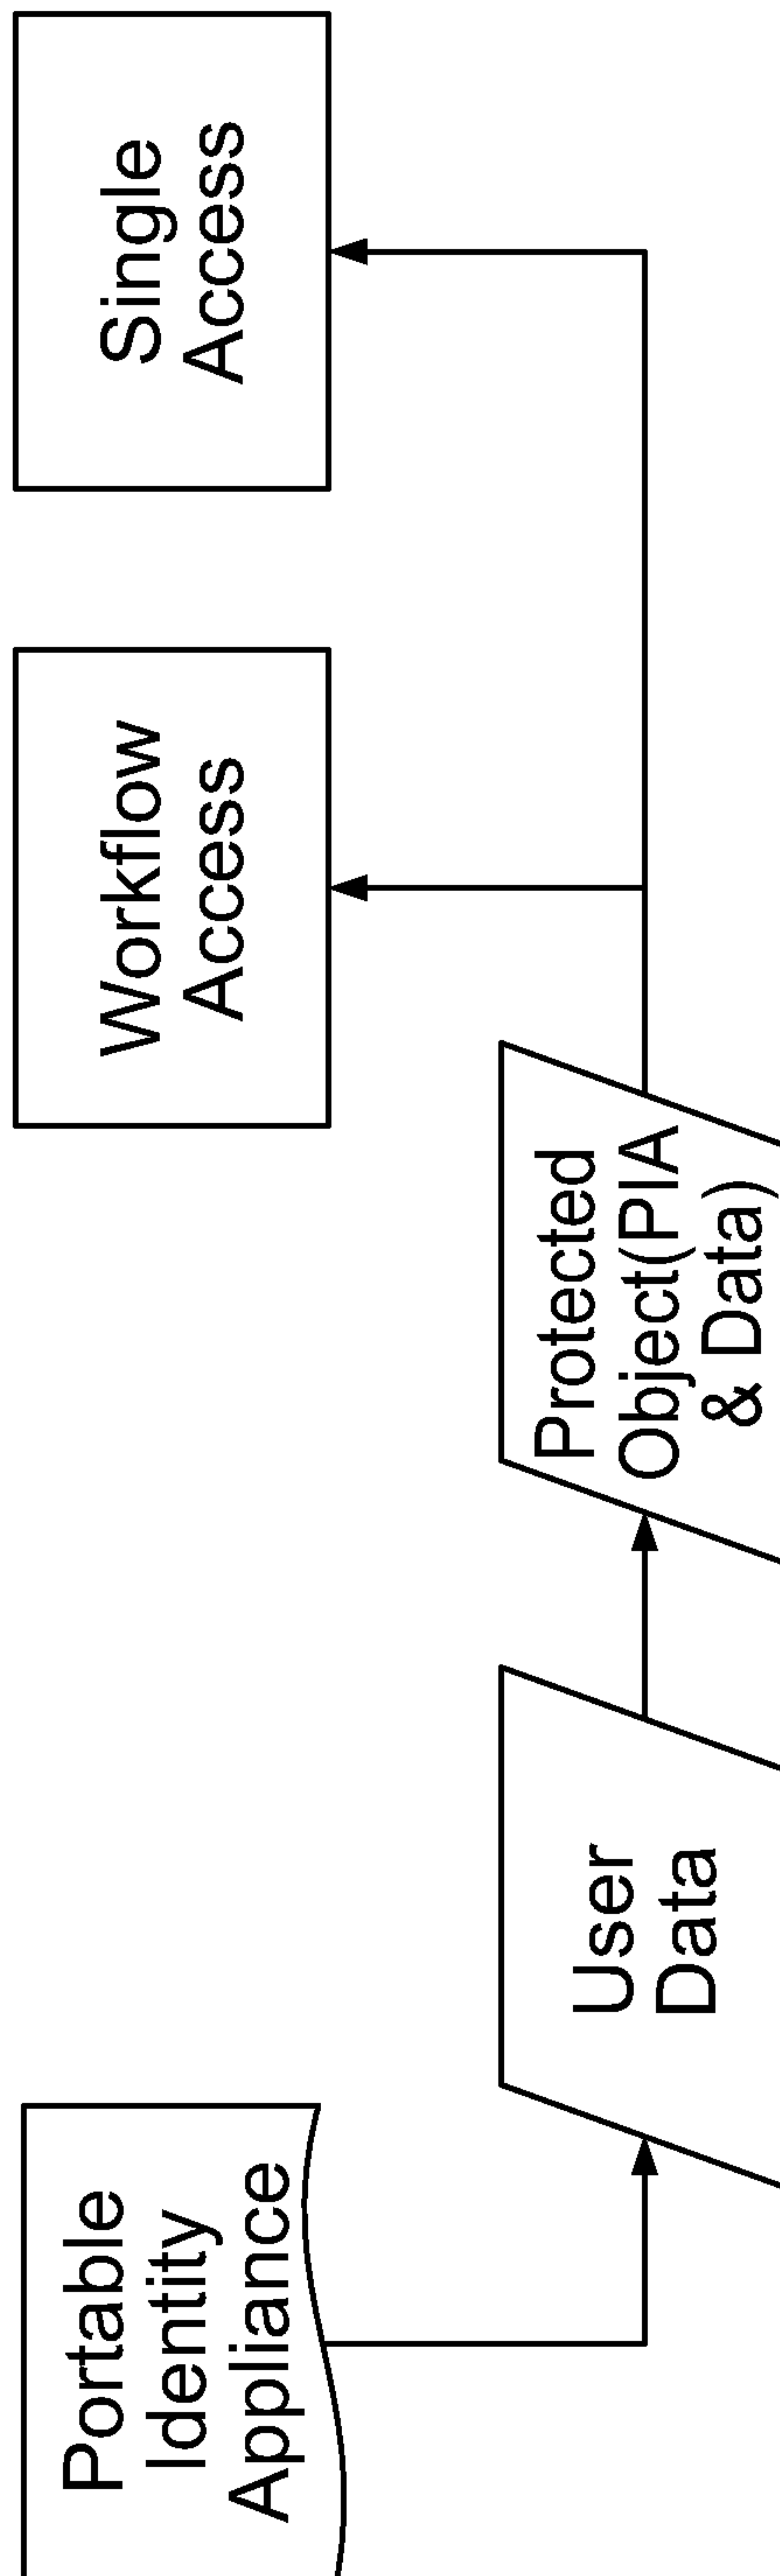 Portable
Identity
Appliance
User
Data
Protected
Object(PIA
& Data)
Workflow
Access
Single
Access